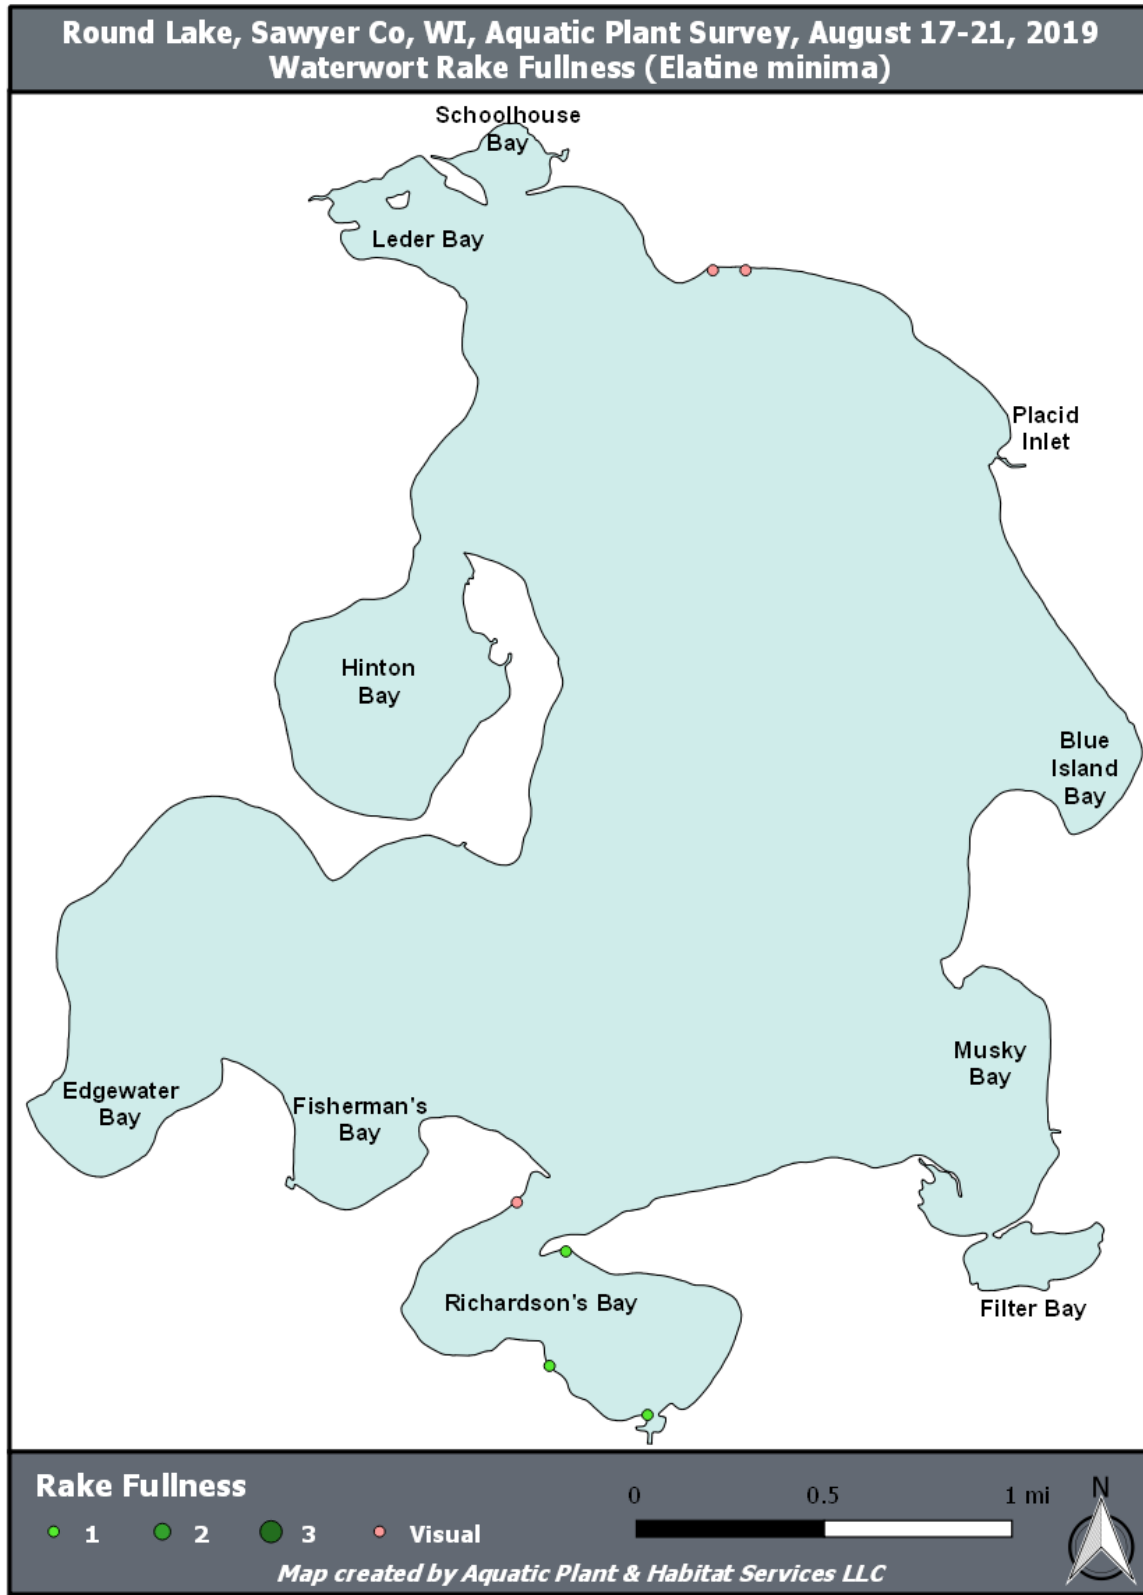 Round Lake, Sawyer Co, WI, Aquatic Plant Survey, August 17-21, 2019
Waterwort Rake Fullness (Elatine minima)
Schoolhouse
Bay
Leder Bay
Placid
Inlet
Hinton
Bay
Blue
Island
Bay
Musky
Bay
Edgewater
Bay
Fisherman's
Bay
Richardson's Bay
Filter Bay
Rake Fullness
1 2 3 Visual
0 0.5 1 mi
N
Map created by Aquatic Plant & Habitat Services LLC